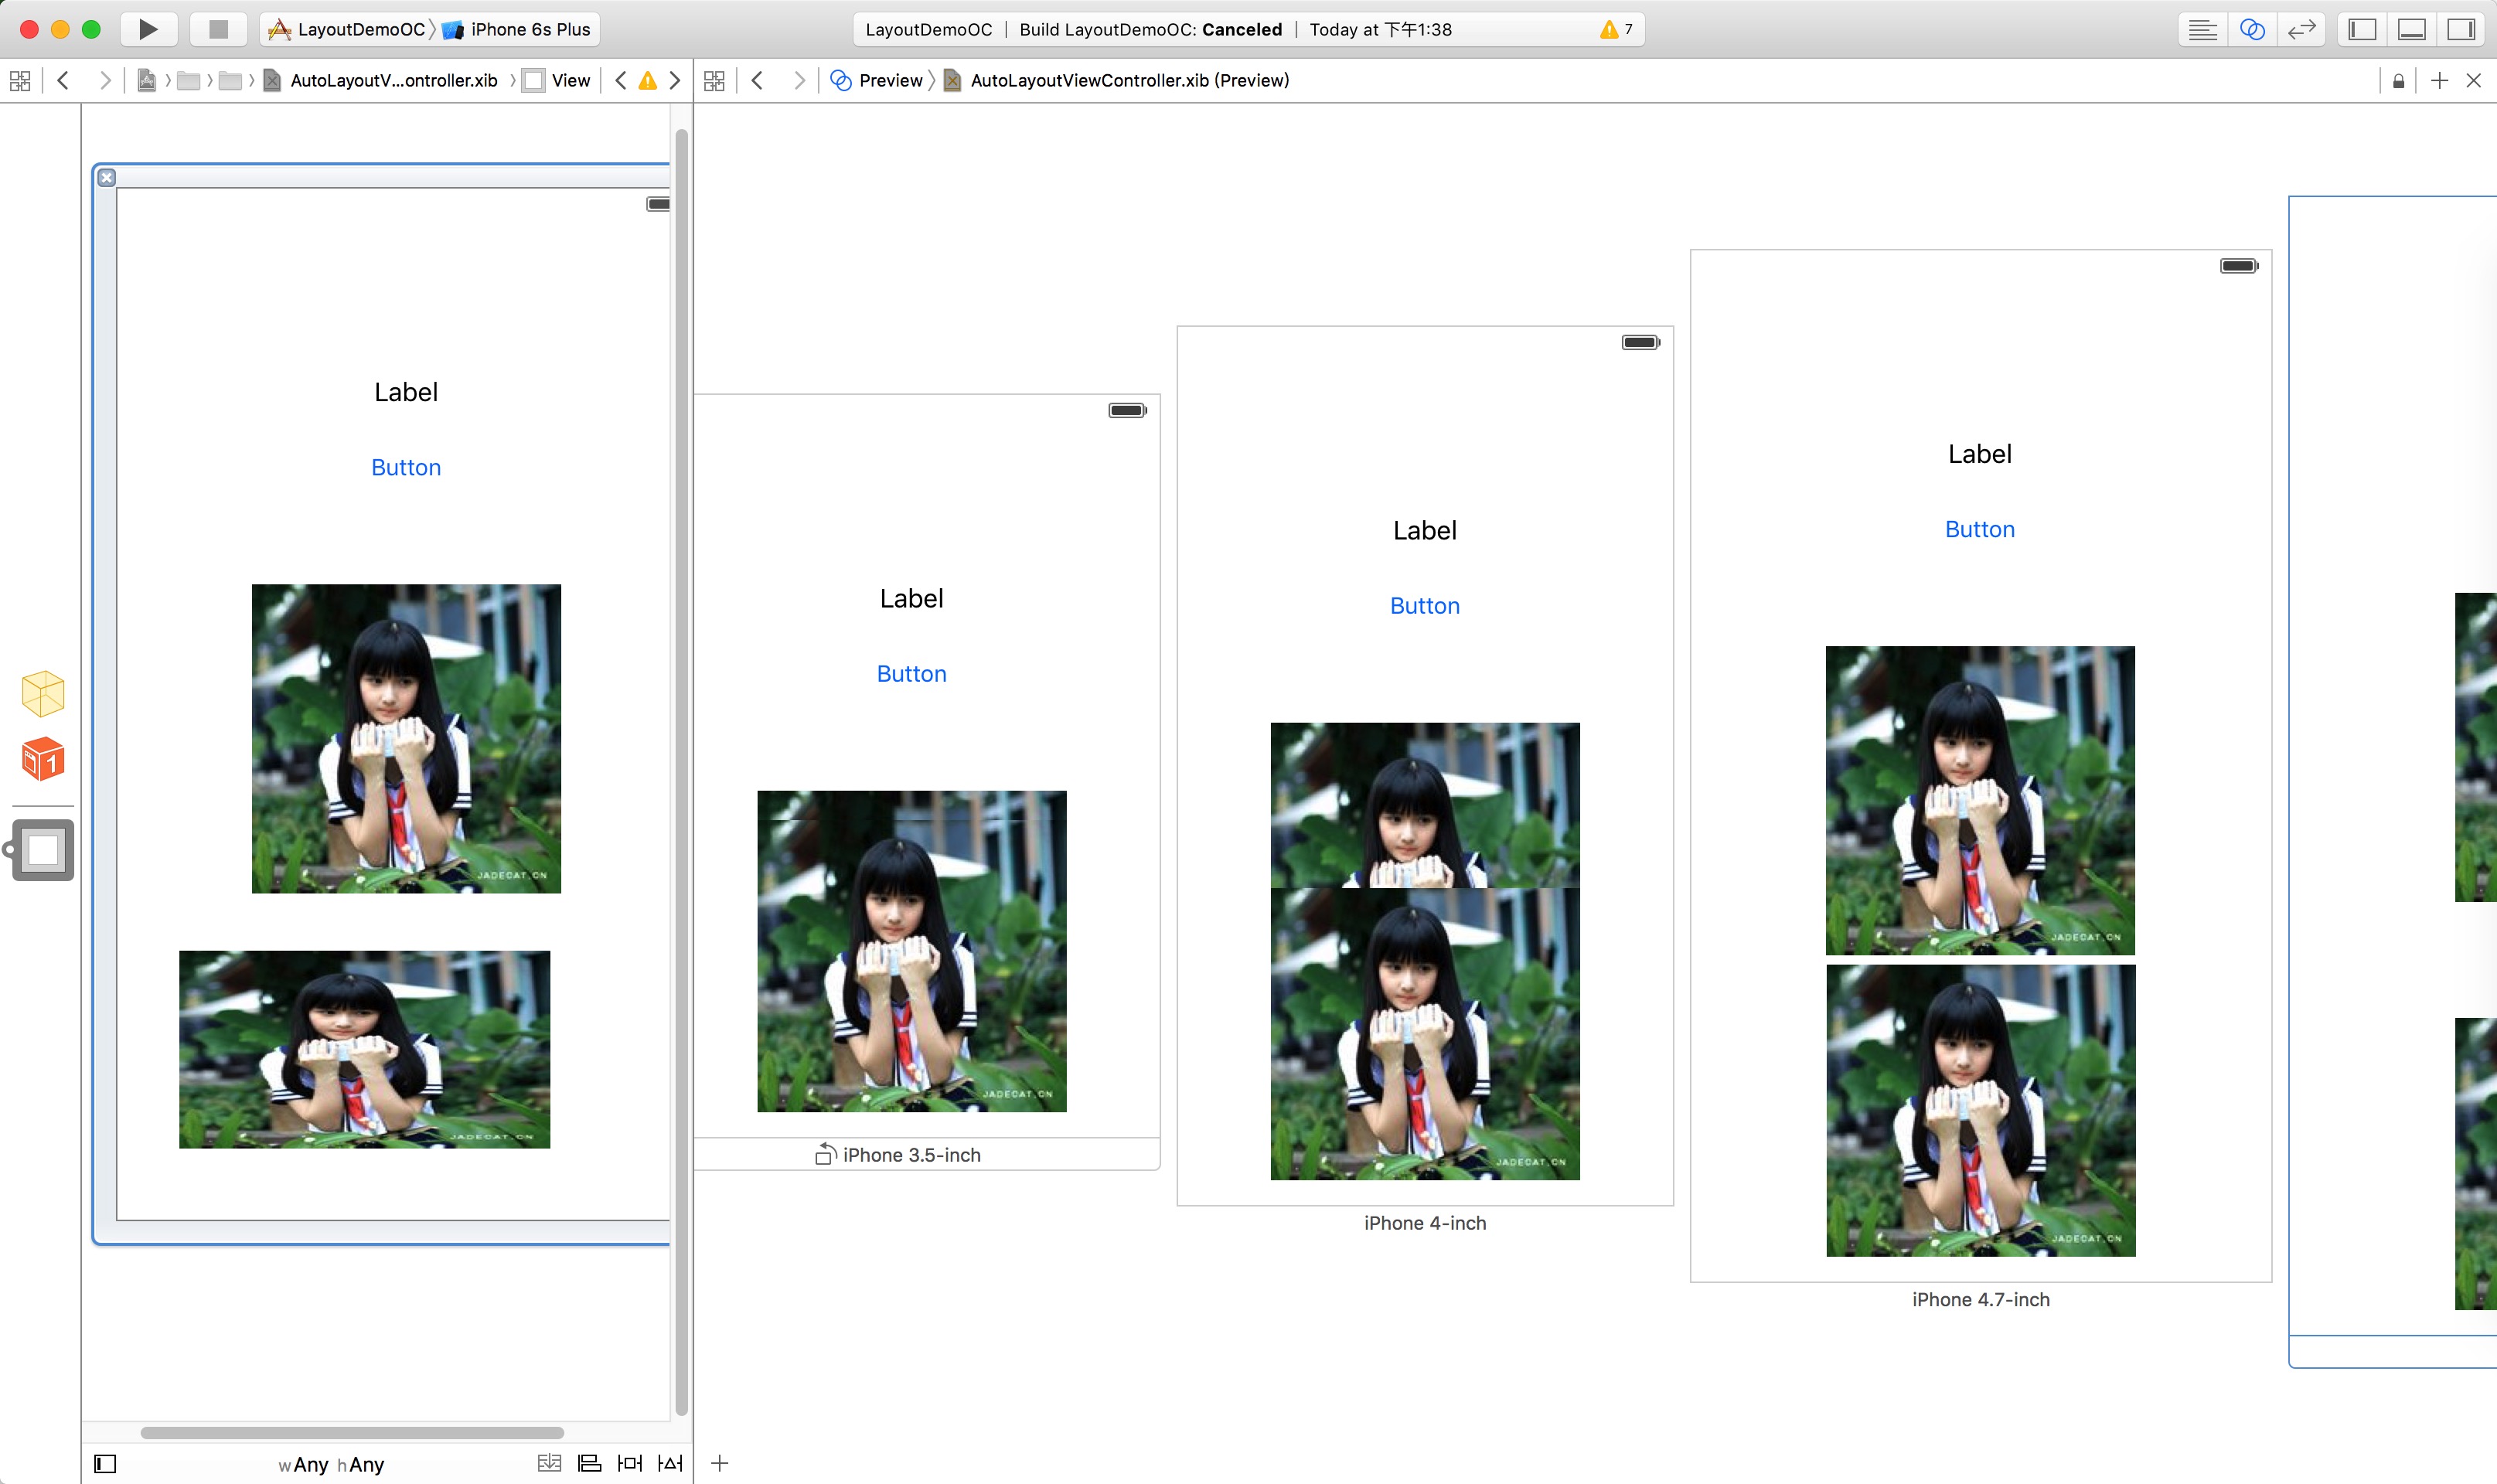 LayoutDemoOC iPhone 6s Plus LayoutDemoOC | Build LayoutDemoOC: Canceled | Today at 下午1:38 7
AutoLayoutV...ontroller.xib View Preview AutoLayoutViewController.xib (Preview)
Label
Button
JADECAT.CN
JADECAT.CN
1
Label
Button
JADECAT.CN
iPhone 3.5-inch
Label
Button
JADECAT.CN
iPhone 4-inch
Label
Button
JADECAT.CN
JADECAT.CN
iPhone 4.7-inch
wAny hAny